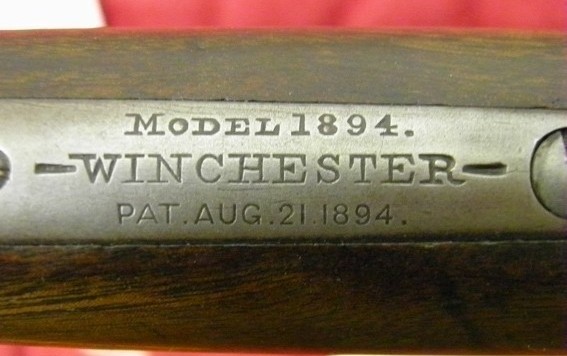 MODEL 1894.
-WINCHESTER-
PAT. AUG. 21. 1894.